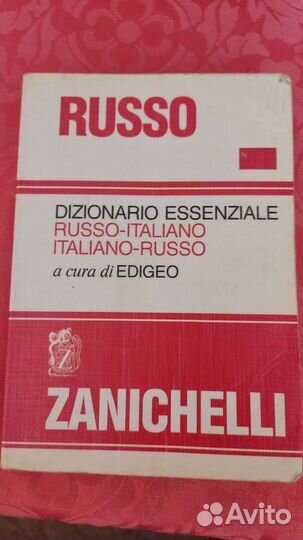 RUSSO
DIZIONARIO ESSENZIALE
RUSSO-ITALIANO
ITALIANO-RUSSO
a cura di EDIGEO
Z
ZANICHELLI
Avito